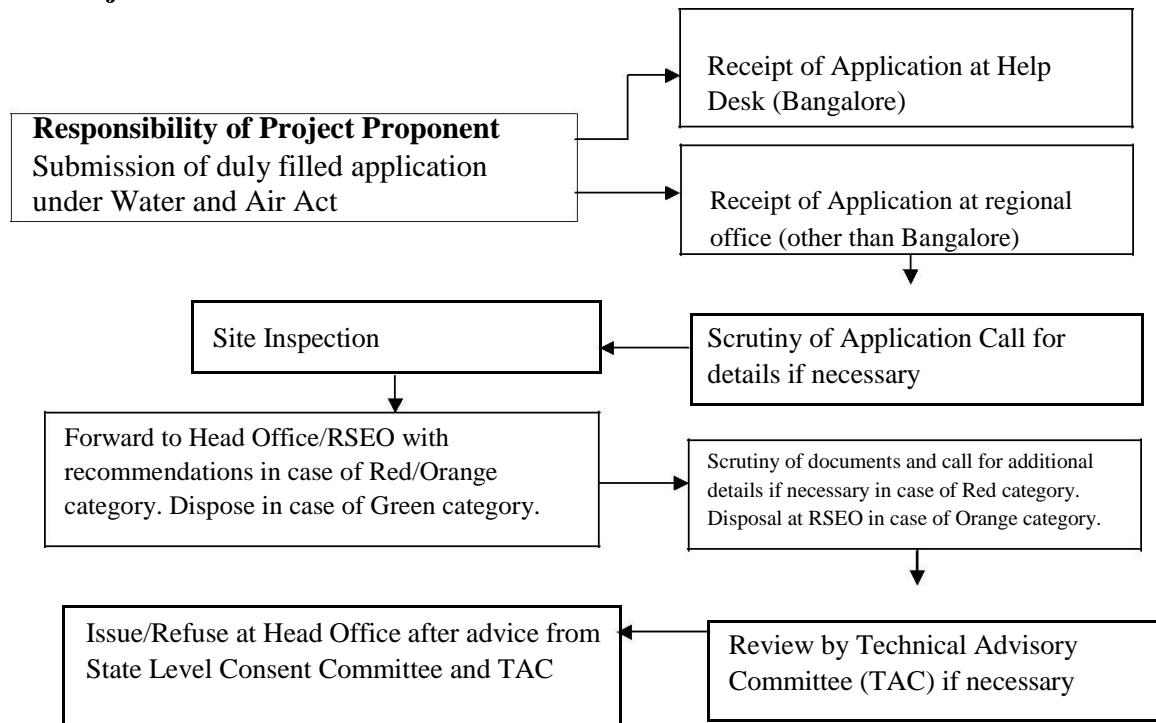 Receipt of Application at Help
Desk (Bangalore)
Responsibility of Project Proponent
Submission of duly filled application
under Water and Air Act
Receipt of Application at regional
office (other than Bangalore)
Site Inspection
Scrutiny of Application Call for
details if necessary
Forward to Head Office/RSEO with
recommendations in case of Red/Orange
category. Dispose in case of Green category.
Scrutiny of documents and call for additional
details if necessary in case of Red category.
Disposal at RSEO in case of Orange category.
Issue/Refuse at Head Office after advice from
State Level Consent Committee and TAC
Review by Technical Advisory
Committee (TAC) if necessary